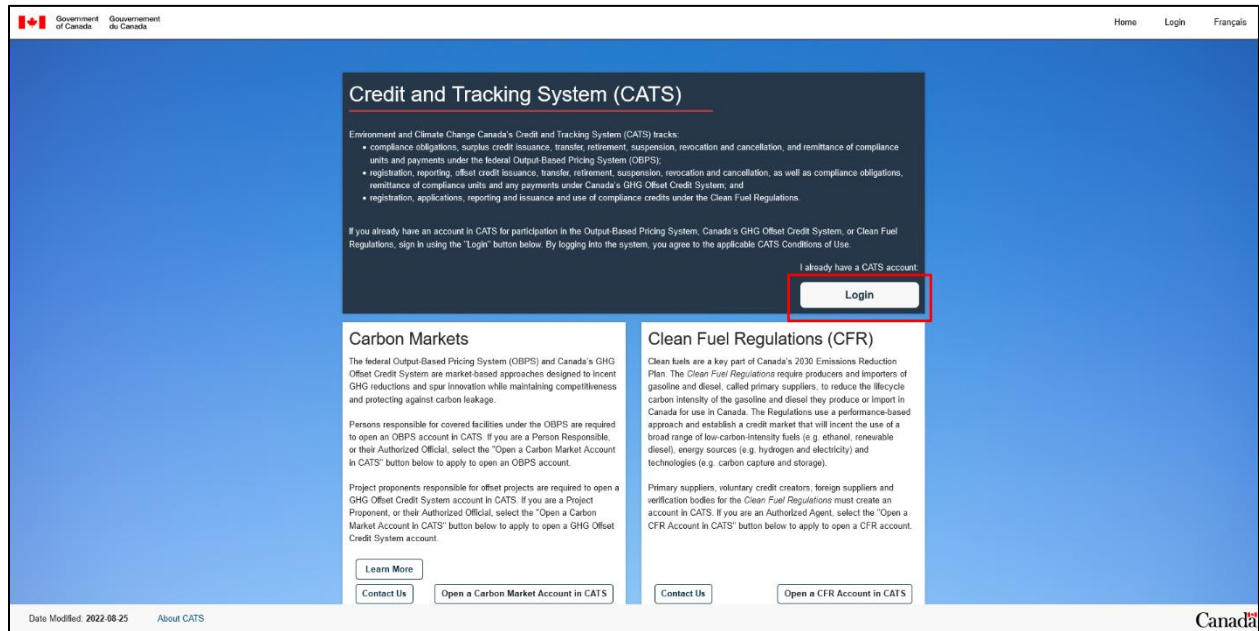 Government of Canada
Gouvernement du Canada
Home Login Français
Credit and Tracking System (CATS)
Environment and Climate Change Canada's Credit and Tracking System (CATS) tracks:
• compliance obligations, surplus credit issuance, transfer, retirement, suspension, revocation and cancellation, and remittance of compliance
units and payments under the federal Output-Based Pricing System (OBPS);
• registration, reporting, offset credit issuance, transfer, retirement, suspension, revocation and cancellation, as well as compliance obligations,
remittance of compliance units and any payments under Canada's GHG Offset Credit System; and
• registration, applications, reporting and issuance and use of compliance credits under the Clean Fuel Regulations.
If you already have an account in CATS for participation in the Output-Based Pricing System, Canada's GHG Offset Credit System, or Clean Fuel
Regulations, sign in using the "Login" button below. By logging into the system, you agree to the applicable CATS Conditions of Use.
I already have a CATS account:
Login
Carbon Markets
The federal Output-Based Pricing System (OBPS) and Canada's GHG
Offset Credit System are market-based approaches designed to incent
GHG reductions and spur innovation while maintaining competitiveness
and protecting against carbon leakage.
Persons responsible for covered facilities under the OBPS are required
to open an OBPS account in CATS. If you are a Person Responsible,
or their Authorized Official, select the "Open a Carbon Market Account
in CATS" button below to apply to open an OBPS account.
Project proponents responsible for offset projects are required to open a
GHG Offset Credit System account in CATS. If you are a Project
Proponent, or their Authorized Official, select the "Open a Carbon
Market Account in CATS" button below to apply to open a GHG Offset
Credit System account.
Learn More
Contact Us
Open a Carbon Market Account in CATS
Clean Fuel Regulations (CFR)
Clean fuels are a key part of Canada's 2030 Emissions Reduction
Plan. The Clean Fuel Regulations require producers and importers of
gasoline and diesel, called primary suppliers, to reduce the lifecycle
carbon intensity of the gasoline and diesel they produce or import in
Canada for use in Canada. The Regulations use a performance-based
approach and establish a credit market that will incent the use of a
broad range of low-carbon-intensity fuels (e.g. ethanol, renewable
diesel), energy sources (e.g. hydrogen and electricity) and
technologies (e.g. carbon capture and storage).
Primary suppliers, voluntary credit creators, foreign suppliers and
verification bodies for the Clean Fuel Regulations must create an
account in CATS. If you are an Authorized Agent, select the "Open a
CFR Account in CATS" button below to apply to open a CFR account.
Contact Us
Open a CFR Account in CATS
Date Modified: 2022-08-25 About CATS
Canada